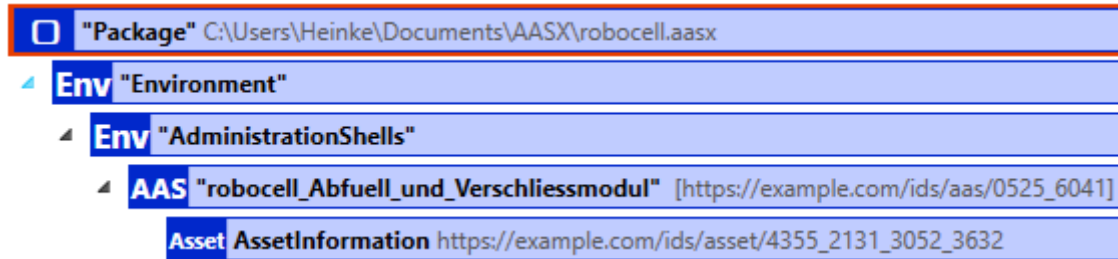 "Package" C:\Users\Heinke\Documents\AASX\robocell.aasx
Env "Environment"
Env "AdministrationShells"
AAS "robocell_Abfuell_und_Verschliessmodul" [https://example.com/ids/aas/0525_6041]
Asset AssetInformation https://example.com/ids/asset/4355_2131_3052_3632